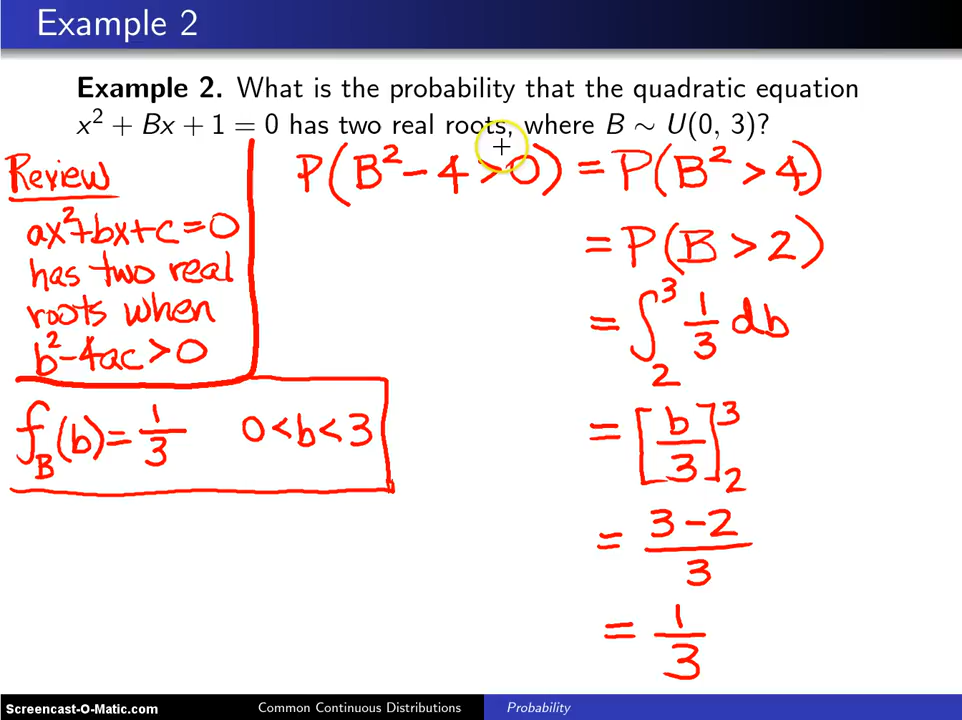 Example 2
Example 2. What is the probability that the quadratic equation
x² + Bx + 1 = 0 has two real roots, where B ∼ U(0, 3)?
Review
ax²+bx+c=0
has two real
roots when
b²-4ac>0
f_B(b) = 1/3 0<b<3
P(B² - 4 > 0) = P(B² > 4)
= P(B > 2)
= ∫₂³ 1/3 db
= [b/3]₂³
= (3-2)/3
= 1/3
Screencast-O-Matic.com Common Continuous Distributions Probability